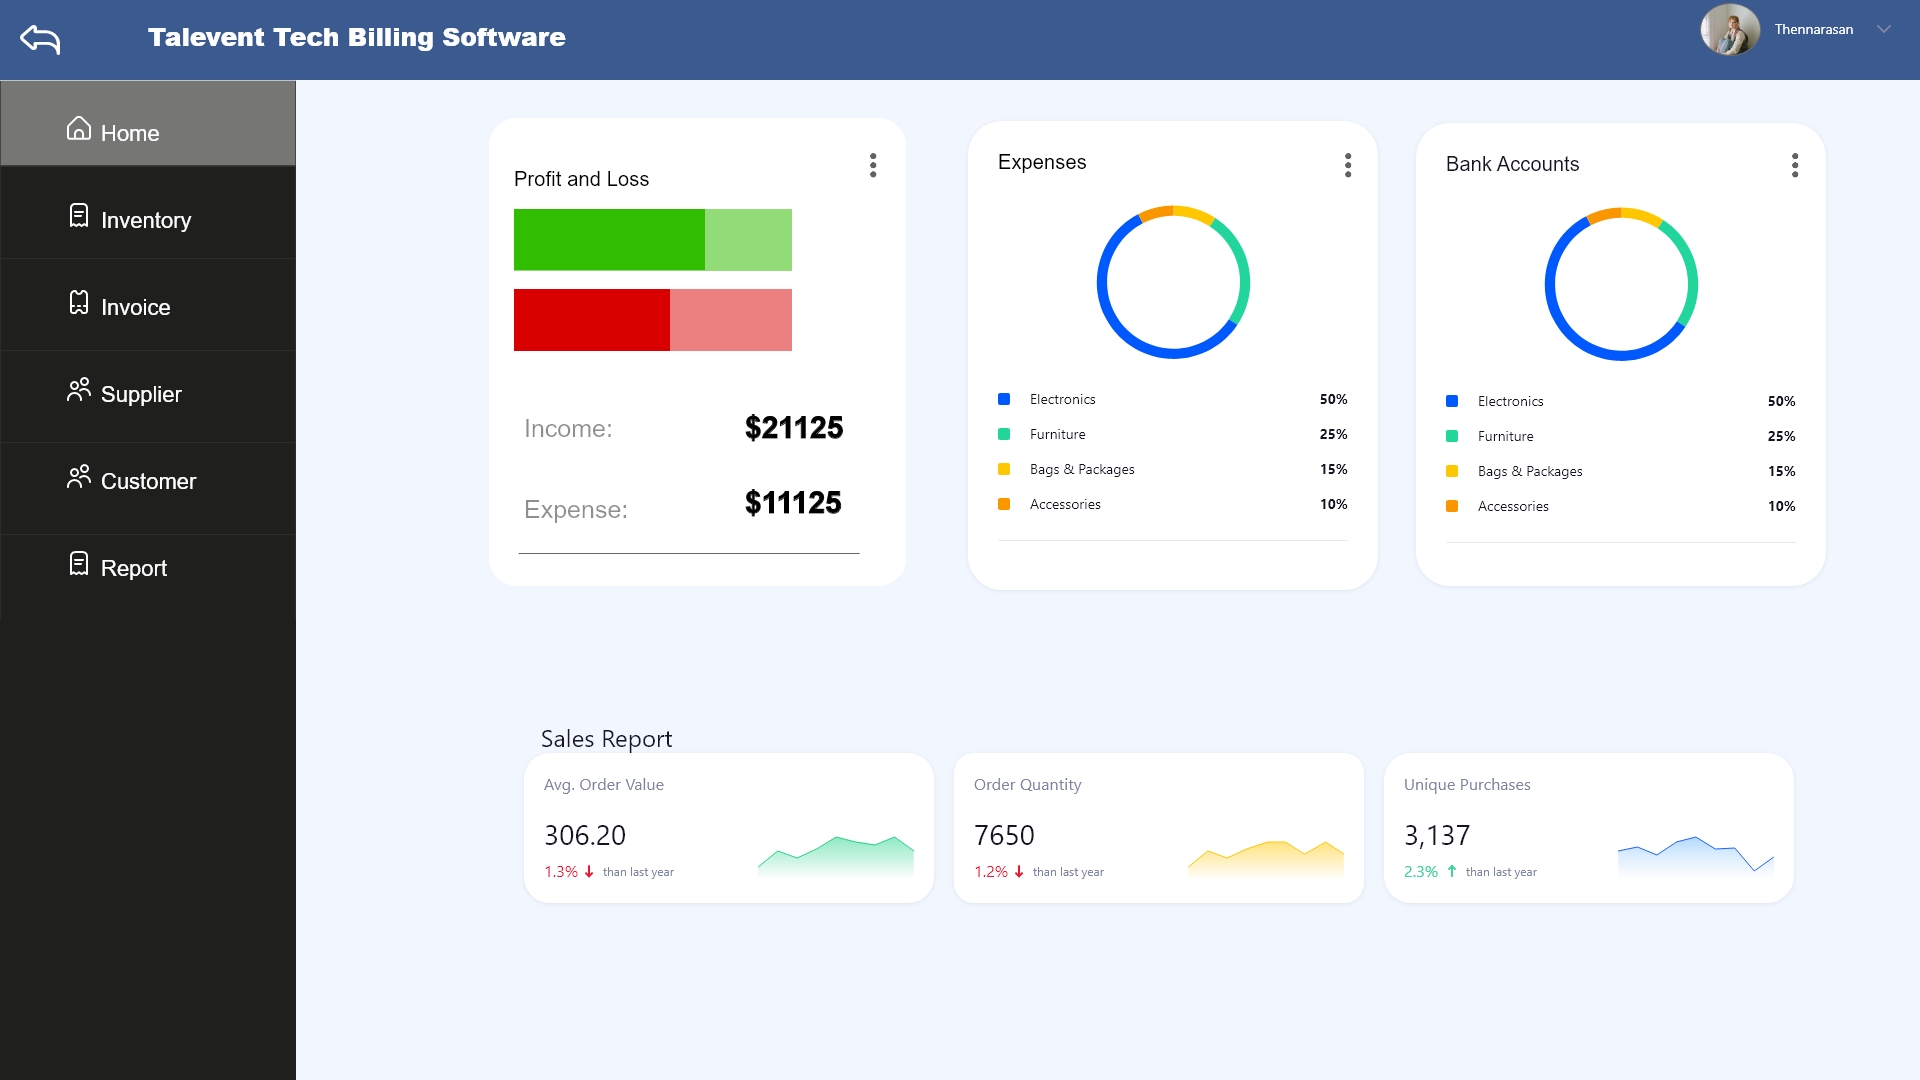 Talevent Tech Billing Software
Thennarasan
Home
Inventory
Invoice
Supplier
Customer
Report
Profit and Loss
Income: $21125
Expense: $11125
Expenses
Electronics 50%
Furniture 25%
Bags & Packages 15%
Accessories 10%
Bank Accounts
Electronics 50%
Furniture 25%
Bags & Packages 15%
Accessories 10%
Sales Report
Avg. Order Value
306.20
1.3% than last year
Order Quantity
7650
1.2% than last year
Unique Purchases
3,137
2.3% than last year